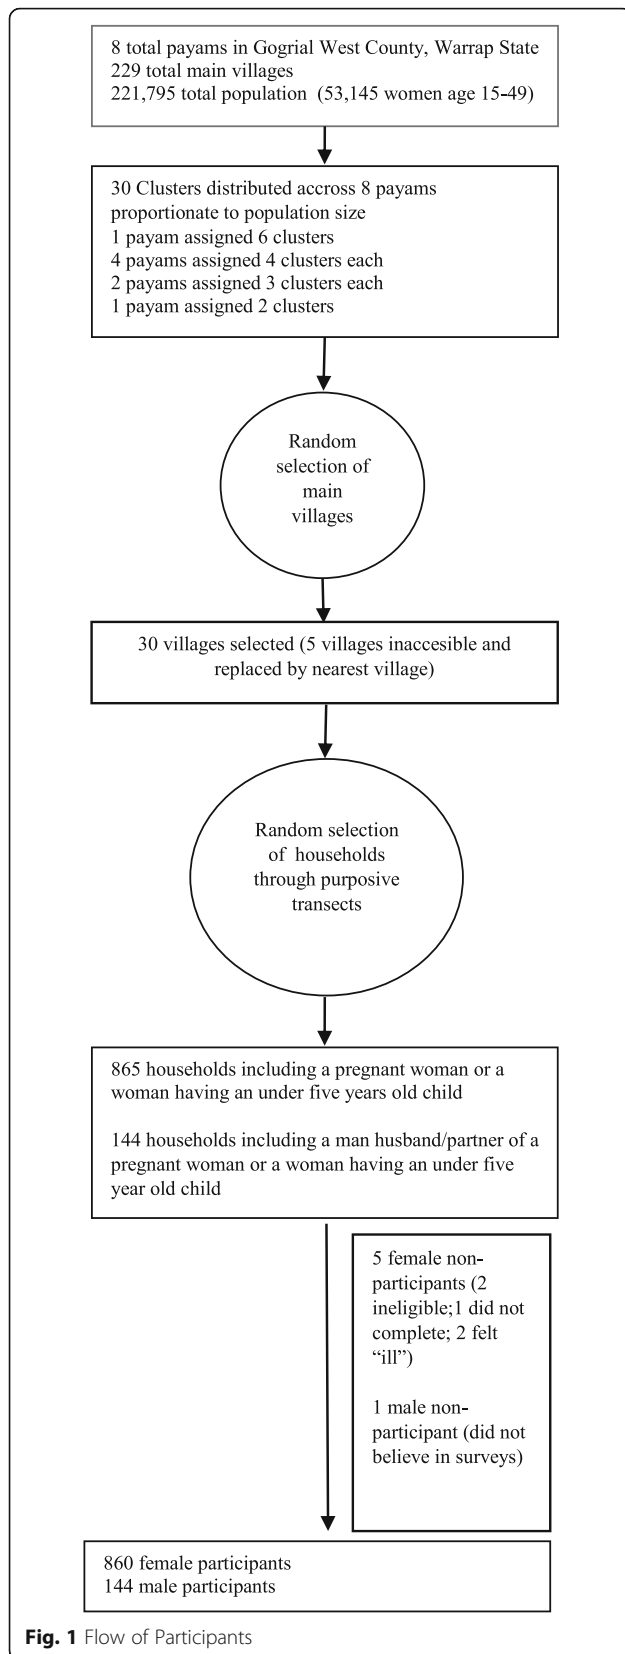 8 total payams in Gogrial West County, Warrap State
229 total main villages
221,795 total population (53,145 women age 15-49)
30 Clusters distributed accross 8 payams
proportionate to population size
1 payam assigned 6 clusters
4 payams assigned 4 clusters each
2 payams assigned 3 clusters each
1 payam assigned 2 clusters
Random
selection of
main
villages
30 villages selected (5 villages inaccesible and
replaced by nearest village)
Random selection
of households
through purposive
transects
865 households including a pregnant woman or a
woman having an under five years old child
144 households including a man husband/partner of a
pregnant woman or a woman having an under five
year old child
5 female non-
participants (2
ineligible;1 did not
complete; 2 felt
“ill”)
1 male non-
participant (did not
believe in surveys)
860 female participants
144 male participants
Fig. 1 Flow of Participants